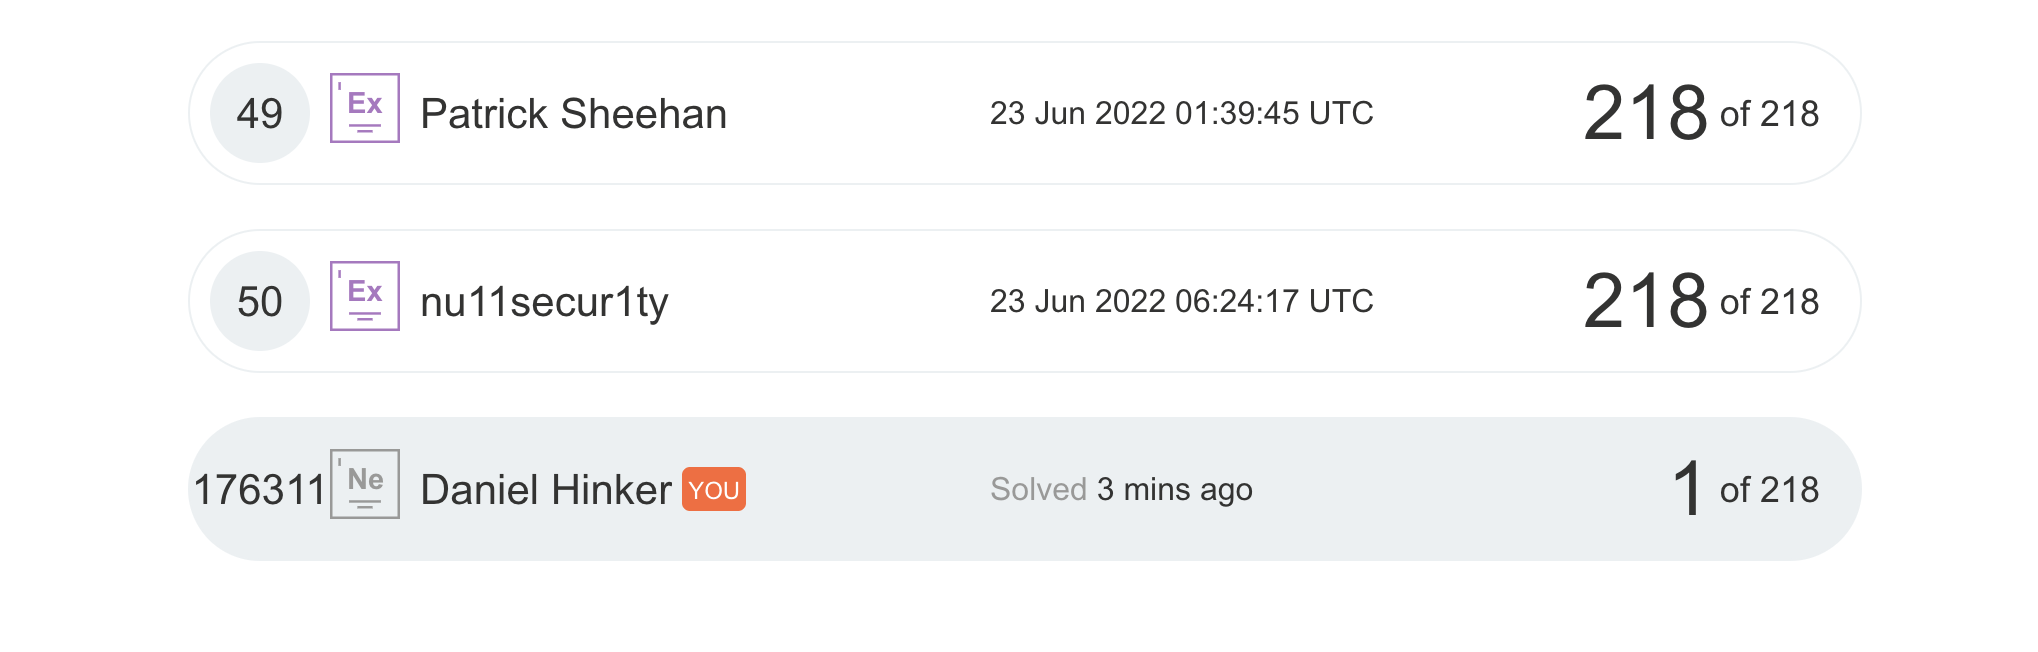 49 'Ex Patrick Sheehan 23 Jun 2022 01:39:45 UTC 218 of 218
50 'Ex nu11secur1ty 23 Jun 2022 06:24:17 UTC 218 of 218
176311 'Ne Daniel Hinker YOU Solved 3 mins ago 1 of 218